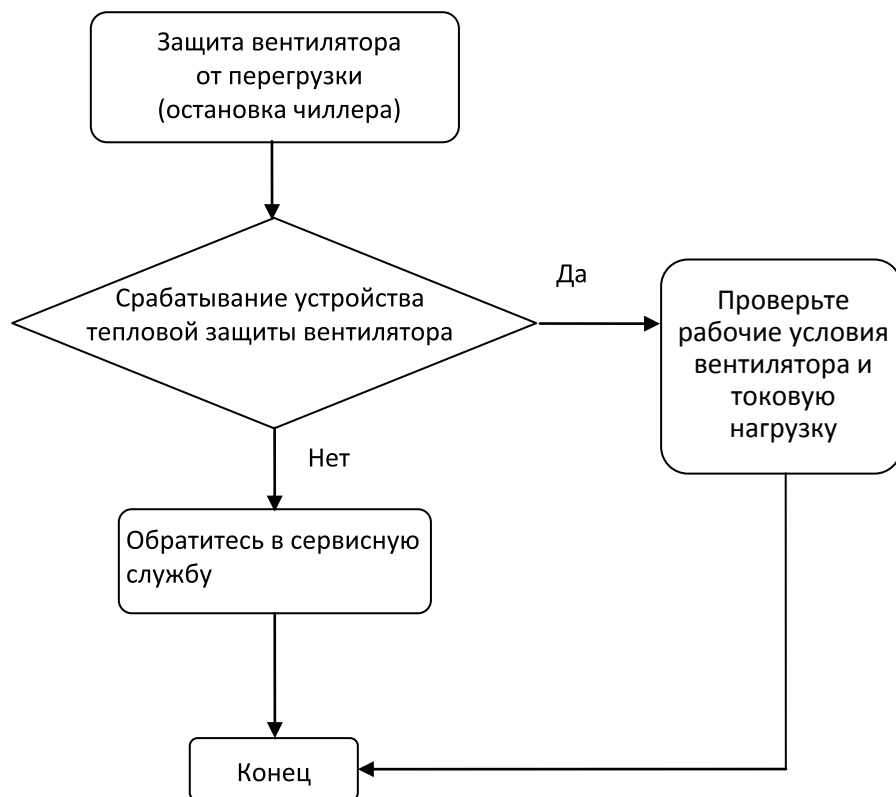 Защита вентилятора
от перегрузки
(остановка чиллера)
Срабатывание устройства
тепловой защиты вентилятора
Да
Проверьте
рабочие условия
вентилятора и
токовую
нагрузку
Нет
Обратитесь в сервисную
службу
Конец